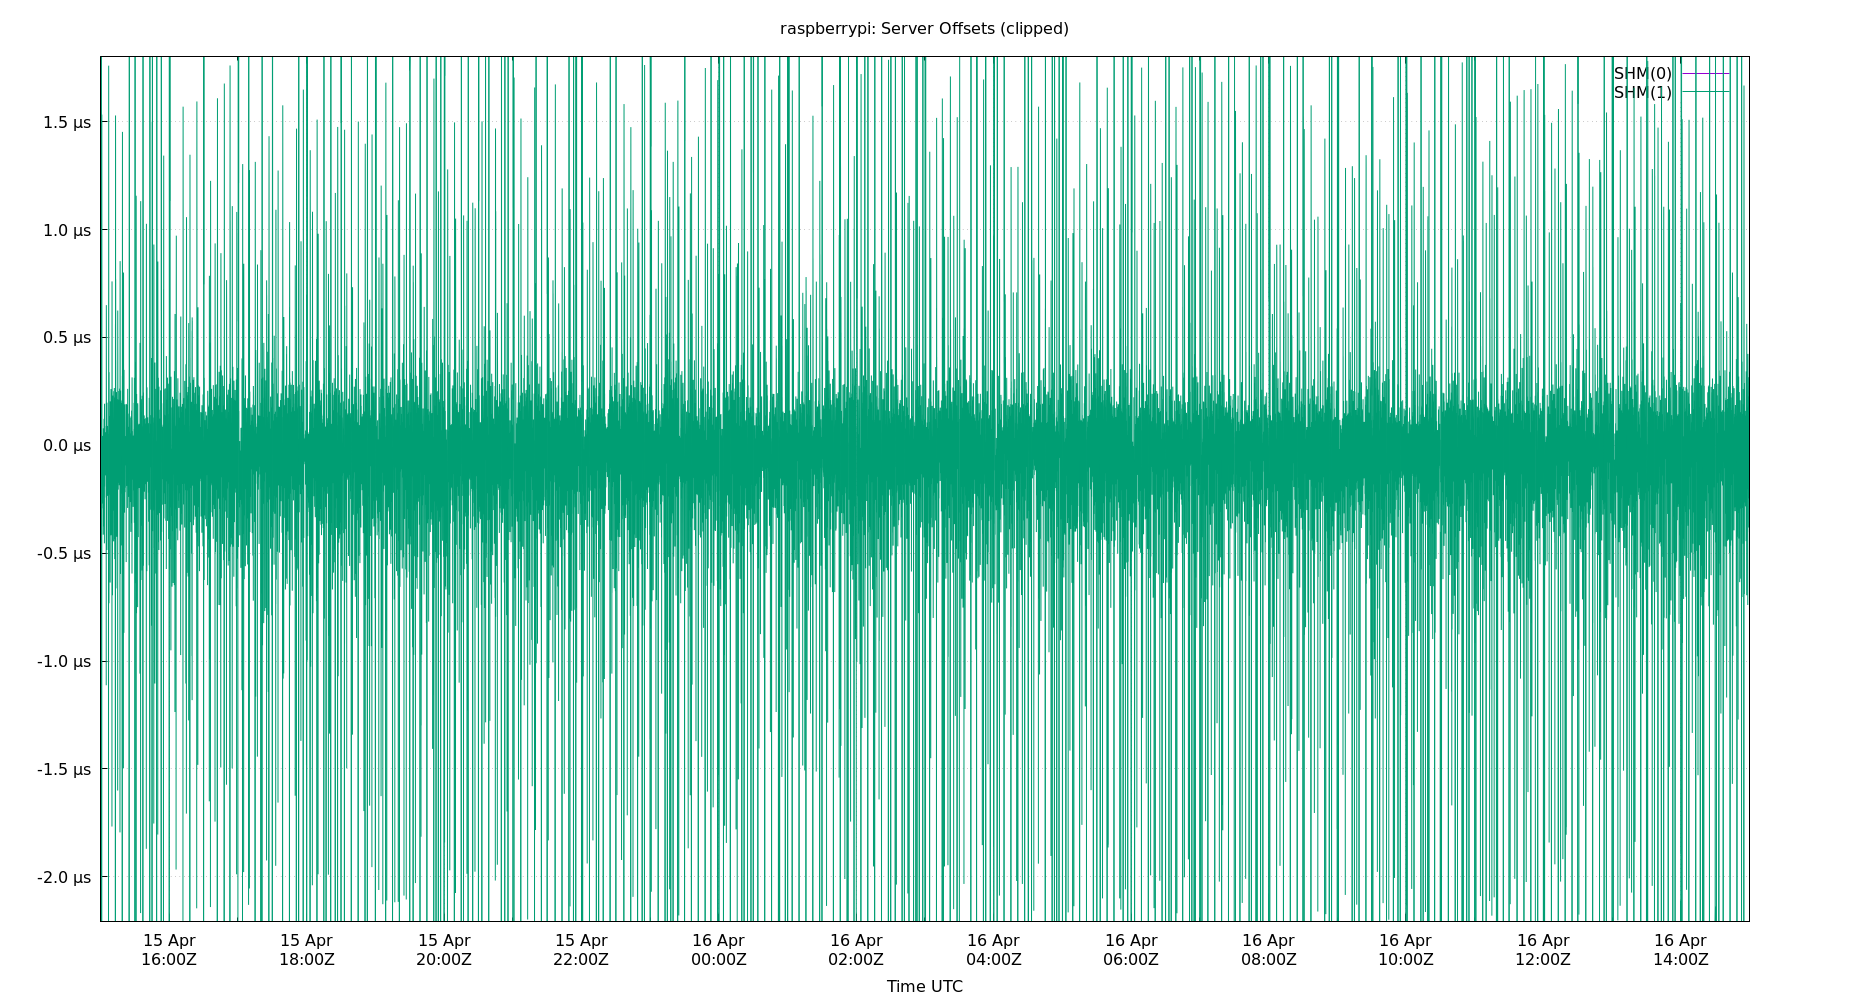 raspberrypi: Server Offsets (clipped)
SHM(0)
SHM(1)
1.5 µs
1.0 µs
0.5 µs
0.0 µs
-0.5 µs
-1.0 µs
-1.5 µs
-2.0 µs
15 Apr 15 Apr 15 Apr 15 Apr 16 Apr 16 Apr 16 Apr 16 Apr 16 Apr 16 Apr 16 Apr 16 Apr
16:00Z 18:00Z 20:00Z 22:00Z 00:00Z 02:00Z 04:00Z 06:00Z 08:00Z 10:00Z 12:00Z 14:00Z
Time UTC